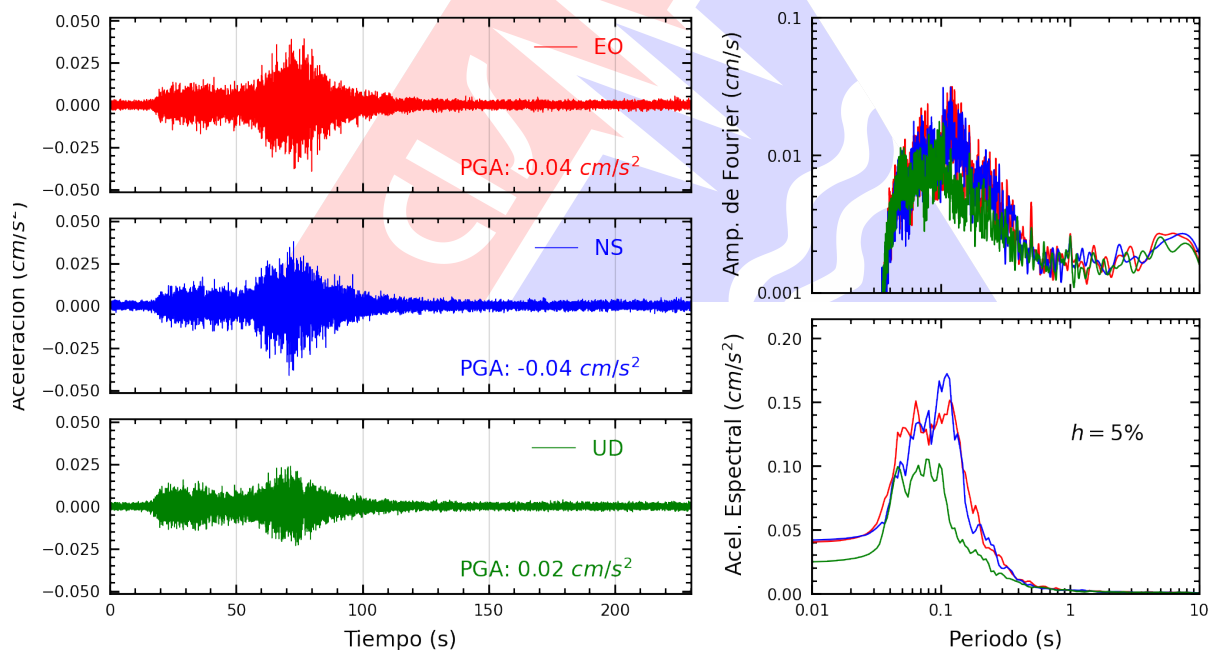 0.050
0.025
0.000
−0.025
−0.050
EO
PGA: -0.04 cm/s²
0.050
0.025
0.000
−0.025
−0.050
NS
PGA: -0.04 cm/s²
0.050
0.025
0.000
−0.025
−0.050
UD
PGA: 0.02 cm/s²
0 50 100 150 200
Tiempo (s)
Amp. de Fourier (cm/s)
0.1
0.01
0.001
Acel. Espectral (cm/s²)
0.20
0.15
0.10
0.05
0.00
h = 5%
0.01 0.1 1 10
Periodo (s)